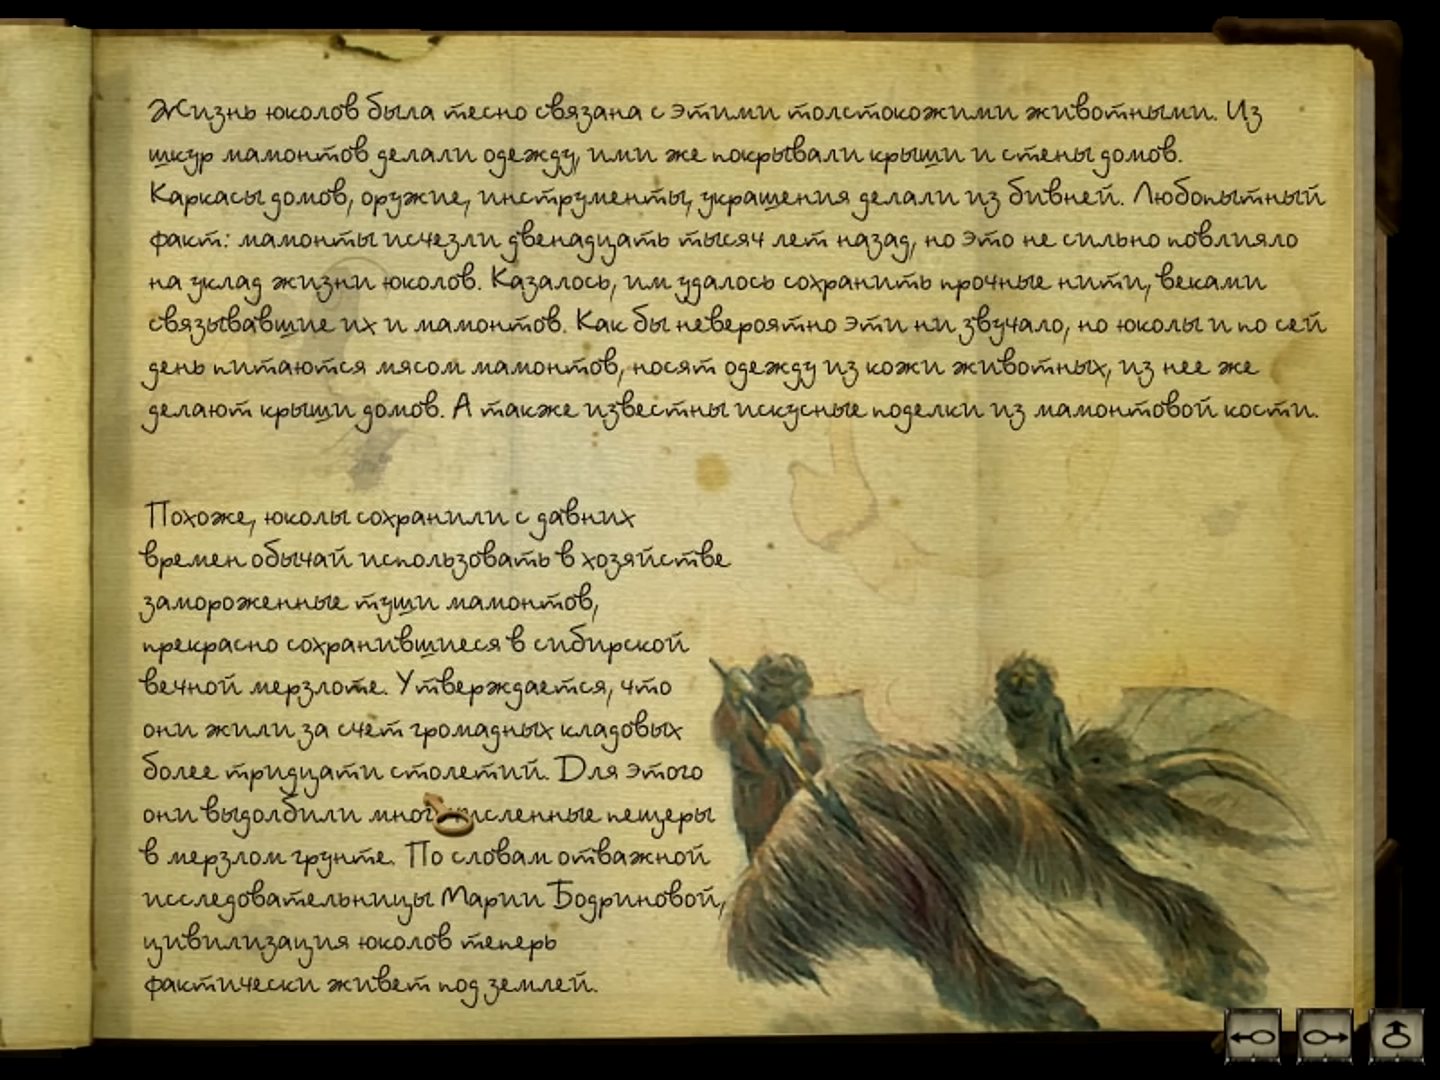 Жизнь юколов была тесно связана с этими толстокожими животными. Из
шкур мамонтов делали одежду, ими же покрывали крыши и стены домов.
Каркасы домов, оружие, инструменты, украшения делали из бивней. Любопытный
факт: мамонты исчезли двенадцать тысяч лет назад, но это не сильно повлияло
на уклад жизни юколов. Казалось, им удалось сохранить прочные нити, веками
связывавшие их и мамонтов. Как бы невероятно эти ни звучало, но юколы и по сей
день питаются мясом мамонтов, носят одежду из кожи животных, из нее же
делают крыши домов. А также известны искусные поделки из мамонтовой кости.
Похоже, юколы сохранили с давних
времен обычай использовать в хозяйстве
замороженные туши мамонтов,
прекрасно сохранившиеся в сибирской
вечной мерзлоте. Утверждается, что
они жили за счет громадных кладовых
более тридцати столетий. Для этого
они выдолбили многочисленные пещеры
в мерзлом грунте. По словам отважной
исследовательницы Марии Бодриновой,
цивилизация юколов теперь
фактически живет под землей.